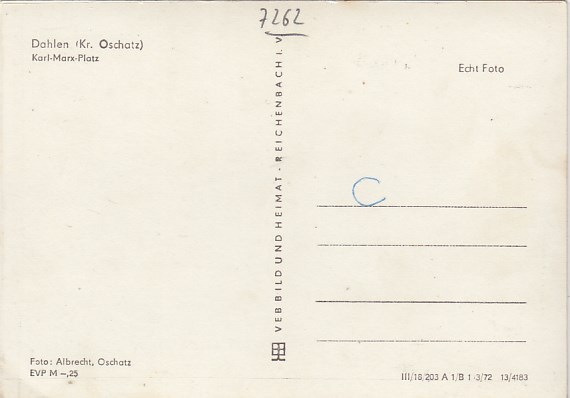 7262
Dahlen (Kr. Oschatz)
Karl-Marx-Platz
Echt Foto
VEB BILD UND HEIMAT - REICHENBACH i. V
C
Foto: Albrecht, Oschatz
EVP M –,25
III/18/203 A 1/B 1 3/72 13/4183